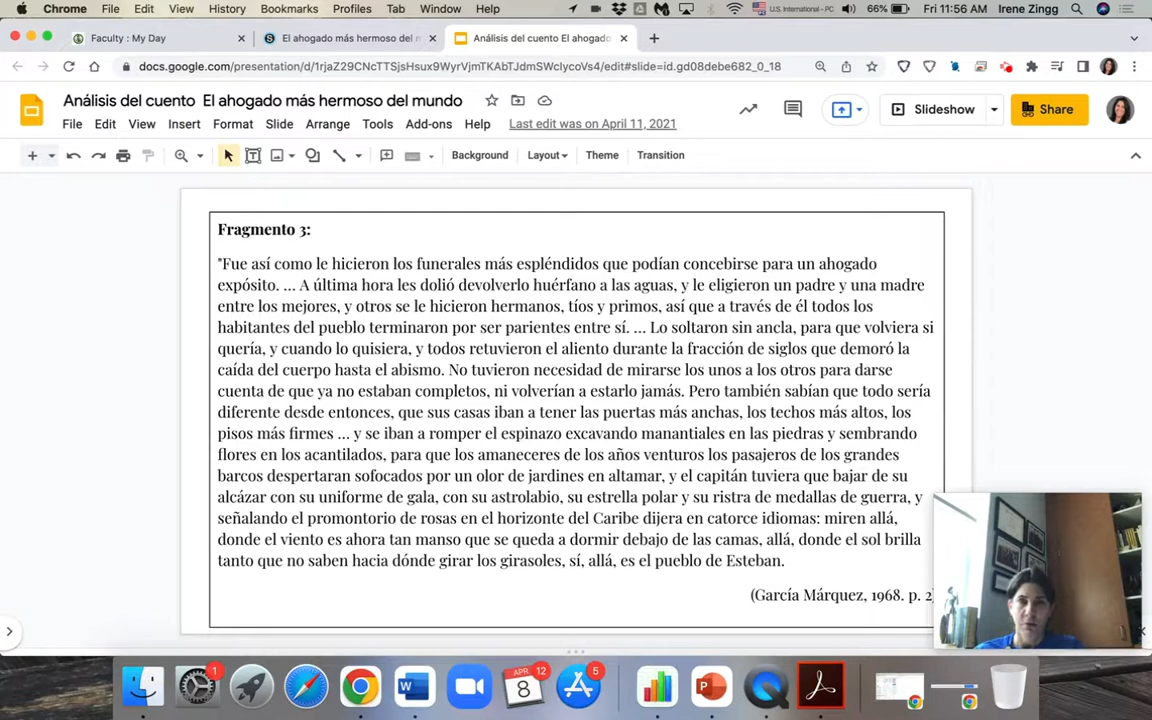 Chrome File Edit View History Bookmarks Profiles Tab Window Help U.S. International - PC 66% Fri 11:56 AM Irene Zingg
Faculty : My Day El ahogado más hermoso del m Análisis del cuento El ahogado
docs.google.com/presentation/d/1rjaZ29CNcTTSjsHsux9WyrVjmTKAbTJdmSWclycoVs4/edit#slide=id.gd08debe682_0_18
Análisis del cuento El ahogado más hermoso del mundo
Slideshow Share
File Edit View Insert Format Slide Arrange Tools Add-ons Help Last edit was on April 11, 2021
Background Layout Theme Transition
Fragmento 3:
"Fue así como le hicieron los funerales más espléndidos que podían concebirse para un ahogado
expósito. ... A última hora les dolió devolverlo huérfano a las aguas, y le eligieron un padre y una madre
entre los mejores, y otros se le hicieron hermanos, tíos y primos, así que a través de él todos los
habitantes del pueblo terminaron por ser parientes entre sí. ... Lo soltaron sin ancla, para que volviera si
quería, y cuando lo quisiera, y todos retuvieron el aliento durante la fracción de siglos que demoró la
caída del cuerpo hasta el abismo. No tuvieron necesidad de mirarse los unos a los otros para darse
cuenta de que ya no estaban completos, ni volverían a estarlo jamás. Pero también sabían que todo sería
diferente desde entonces, que sus casas iban a tener las puertas más anchas, los techos más altos, los
pisos más firmes ... y se iban a romper el espinazo excavando manantiales en las piedras y sembrando
flores en los acantilados, para que los amaneceres de los años venturos los pasajeros de los grandes
barcos despertaran sofocados por un olor de jardines en altamar, y el capitán tuviera que bajar de su
alcázar con su uniforme de gala, con su astrolabio, su estrella polar y su ristra de medallas de guerra, y
señalando el promontorio de rosas en el horizonte del Caribe dijera en catorce idiomas: miren allá,
donde el viento es ahora tan manso que se queda a dormir debajo de las camas, allá, donde el sol brilla
tanto que no saben hacia dónde girar los girasoles, sí, allá, es el pueblo de Esteban.
(García Márquez, 1968. p. 2
1 APR 12 8 5